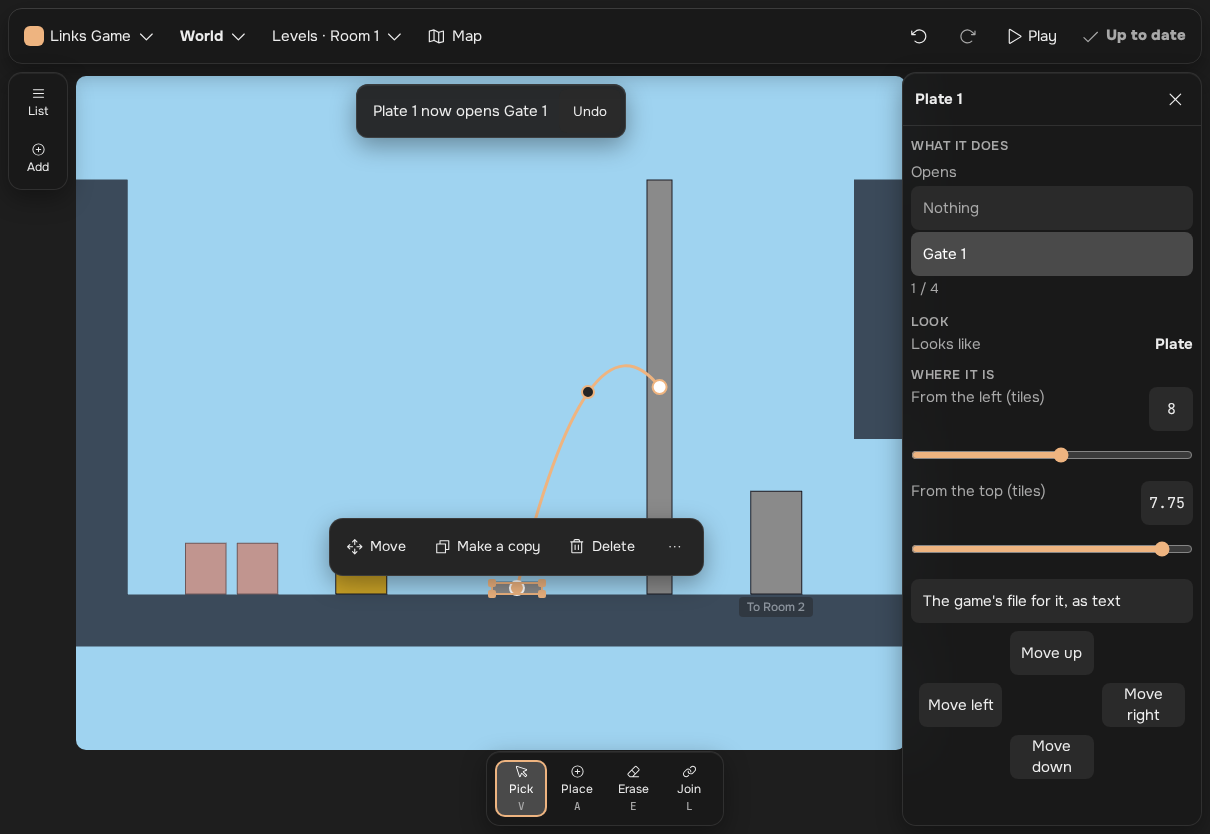 Links Game
World
Levels · Room 1
Map
Play
Up to date
List
Add
Plate 1 now opens Gate 1
Undo
Plate 1
WHAT IT DOES
Opens
Nothing
Gate 1
1 / 4
LOOK
Looks like
Plate
WHERE IT IS
From the left (tiles)
8
From the top (tiles)
7.75
The game's file for it, as text
Move up
Move left
Move
right
Move
down
Move
Make a copy
Delete
···
To Room 2
Pick
V
Place
A
Erase
E
Join
L